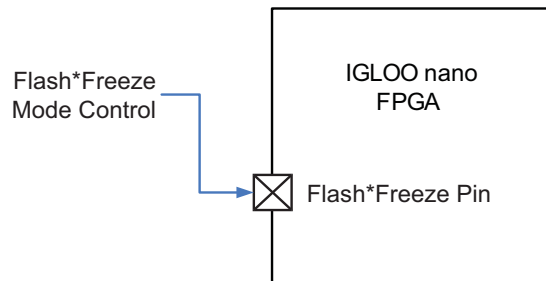 Flash*Freeze
Mode Control
IGLOO nano
FPGA
Flash*Freeze Pin